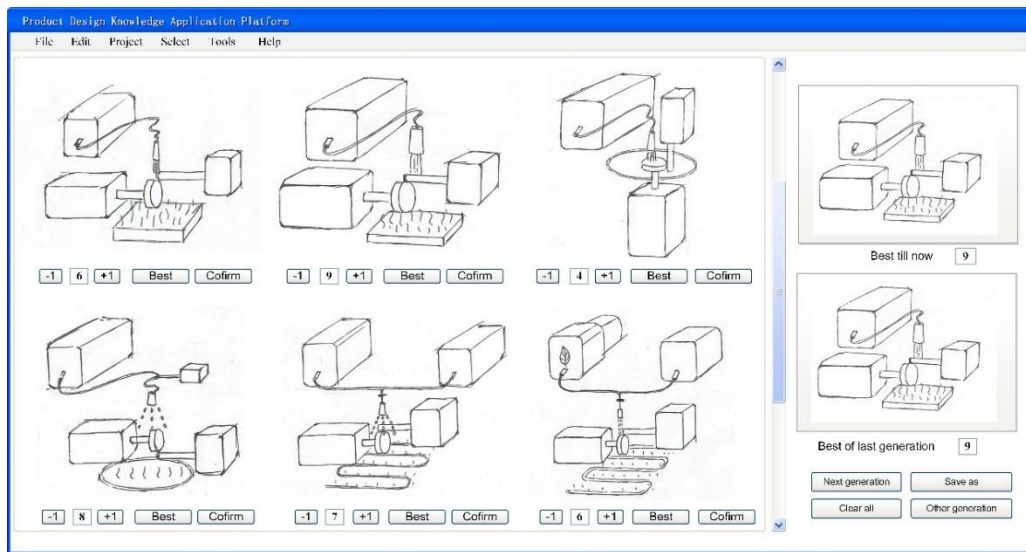 Product Design Knowledge Application Platform
File Edit Project Select Tools Help
-1 6 +1 Best Cofirm -1 9 +1 Best Cofirm -1 4 +1 Best Cofirm
Best till now 9
-1 8 +1 Best Cofirm -1 7 +1 Best Cofirm -1 6 +1 Best Cofirm
Best of last generation 9
Next generation Save as
Clear all Other generation